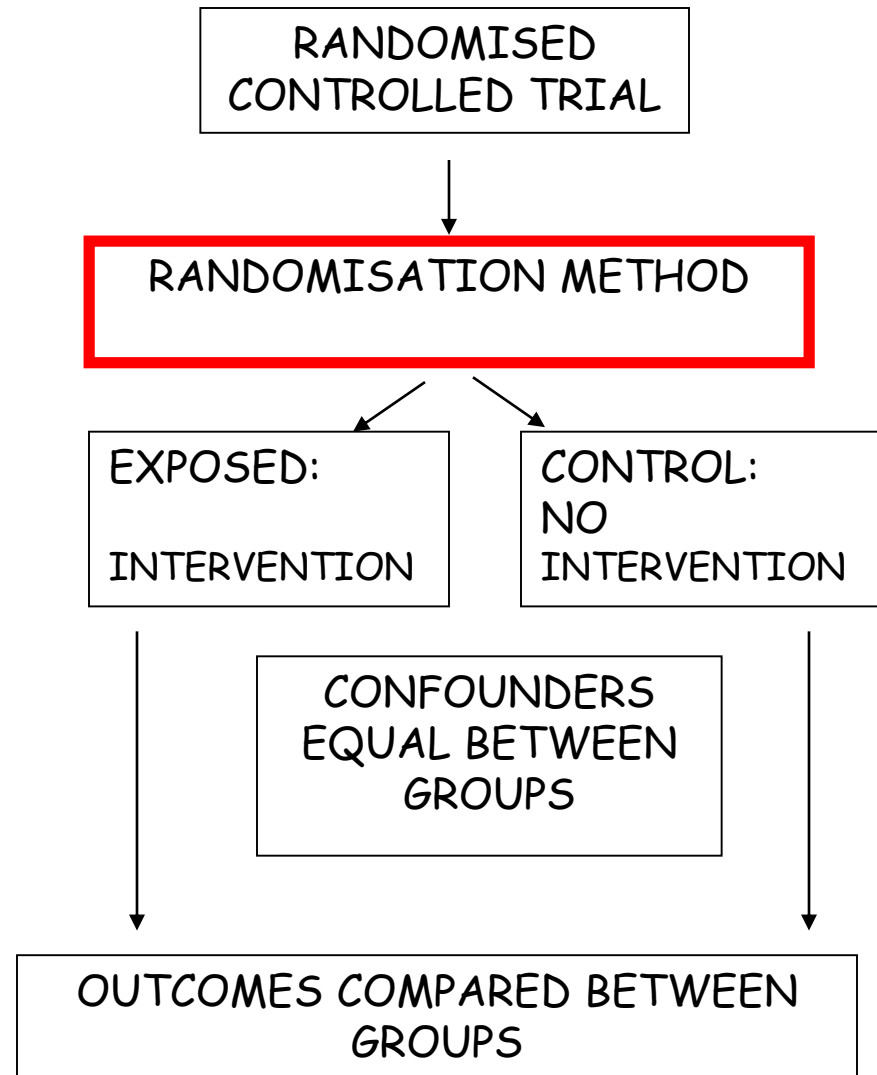 RANDOMISED
CONTROLLED TRIAL
RANDOMISATION METHOD
EXPOSED:
INTERVENTION
CONTROL:
NO
INTERVENTION
CONFOUNDERS
EQUAL BETWEEN
GROUPS
OUTCOMES COMPARED BETWEEN
GROUPS